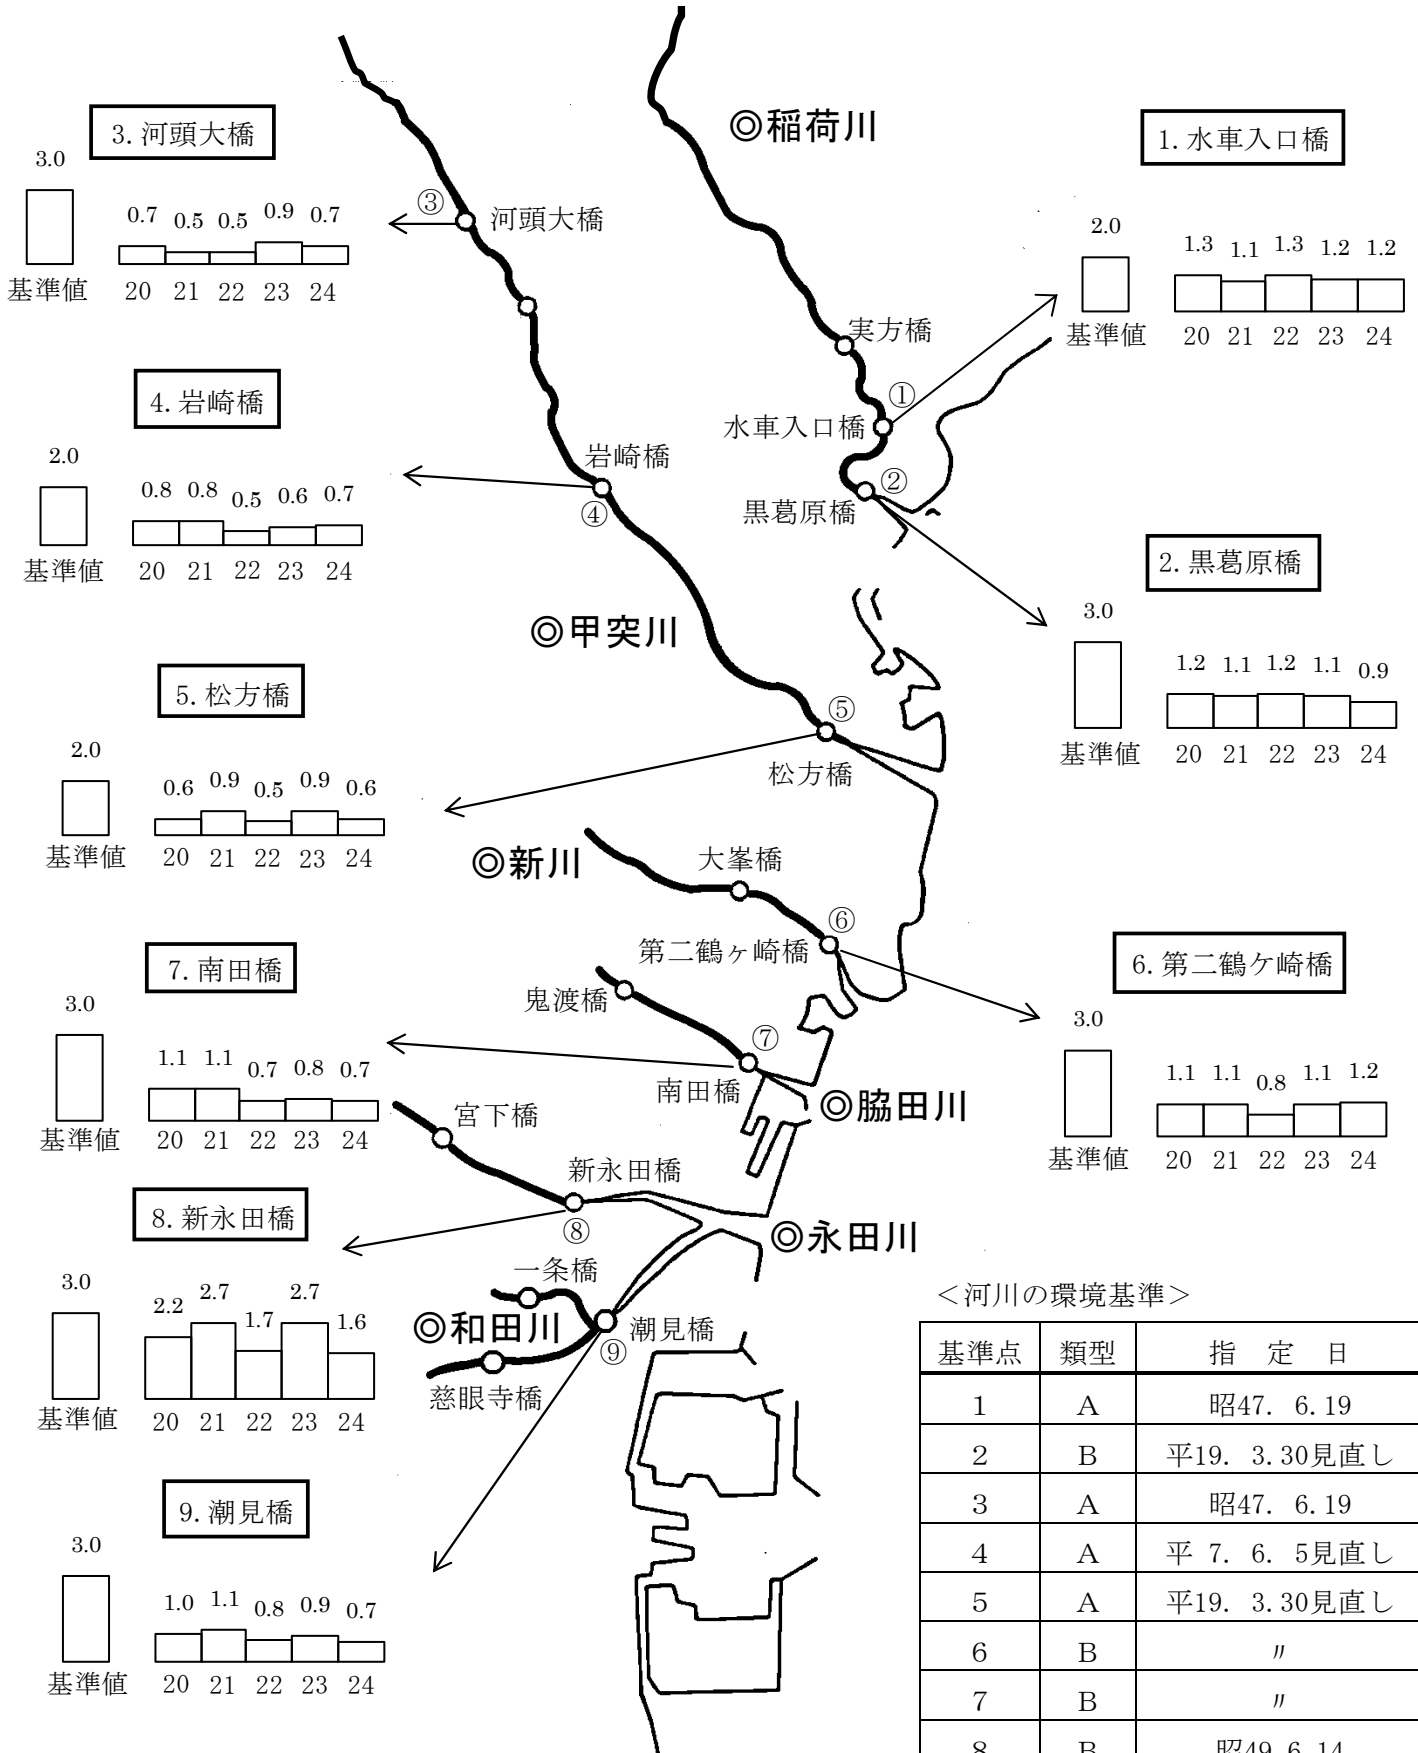 3. 河頭大橋
3.0
基準値
0.7 0.5 0.5 0.9 0.7
20 21 22 23 24
③
河頭大橋
◎稲荷川
1. 水車入口橋
2.0
基準値
1.3 1.1 1.3 1.2 1.2
20 21 22 23 24
実方橋
①
水車入口橋
②
黒葛原橋
4. 岩崎橋
2.0
基準値
0.8 0.8 0.5 0.6 0.7
20 21 22 23 24
岩崎橋
④
2. 黒葛原橋
3.0
基準値
1.2 1.1 1.2 1.1 0.9
20 21 22 23 24
◎甲突川
5. 松方橋
2.0
基準値
0.6 0.9 0.5 0.9 0.6
20 21 22 23 24
⑤
松方橋
◎新川
大峯橋
⑥
第二鶴ヶ崎橋
6. 第二鶴ケ崎橋
3.0
基準値
1.1 1.1 0.8 1.1 1.2
20 21 22 23 24
7. 南田橋
3.0
基準値
1.1 1.1 0.7 0.8 0.7
20 21 22 23 24
鬼渡橋
⑦
南田橋
◎脇田川
宮下橋
新永田橋
⑧
◎永田川
8. 新永田橋
3.0
基準値
2.2 2.7 1.7 2.7 1.6
20 21 22 23 24
一条橋
◎和田川
潮見橋
⑨
慈眼寺橋
9. 潮見橋
3.0
基準値
1.0 1.1 0.8 0.9 0.7
20 21 22 23 24
＜河川の環境基準＞
基準点 類型 指 定 日
1 A 昭47. 6.19
2 B 平19. 3.30見直し
3 A 昭47. 6.19
4 A 平 7. 6. 5見直し
5 A 平19. 3.30見直し
6 B 〃
7 B 〃
8 B 昭49.6.14